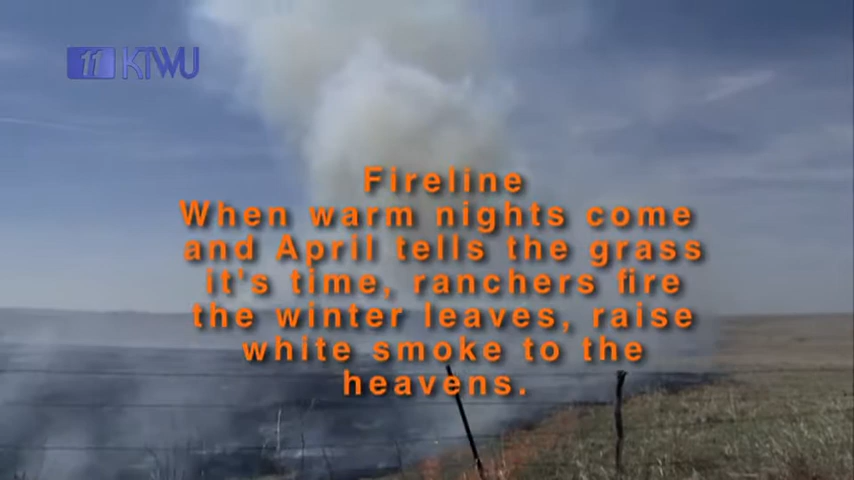 11 KTWU
Fireline
When warm nights come
and April tells the grass
it's time, ranchers fire
the winter leaves, raise
white smoke to the
heavens.